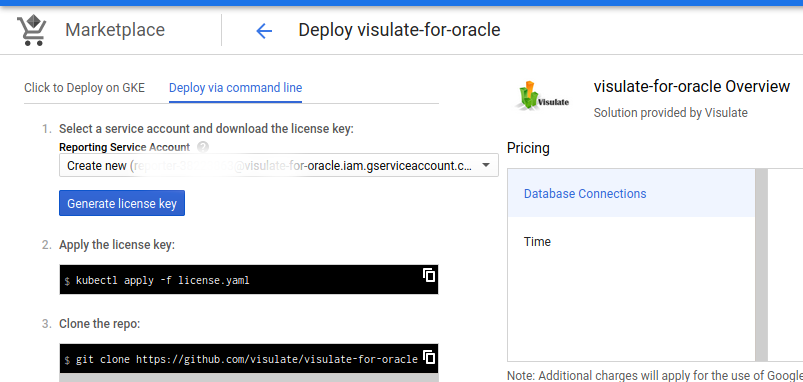 Marketplace
Deploy visulate-for-oracle
Click to Deploy on GKE
Deploy via command line
1. Select a service account and download the license key:
Reporting Service Account ?
Create new ( @visulate-for-oracle.iam.gserviceaccount.c...
Generate license key
2. Apply the license key:
$ kubectl apply -f license.yaml
3. Clone the repo:
$ git clone https://github.com/visulate/visulate-for-oracle
Visulate
visulate-for-oracle Overview
Solution provided by Visulate
Pricing
Database Connections
Time
Note: Additional charges will apply for the use of Google